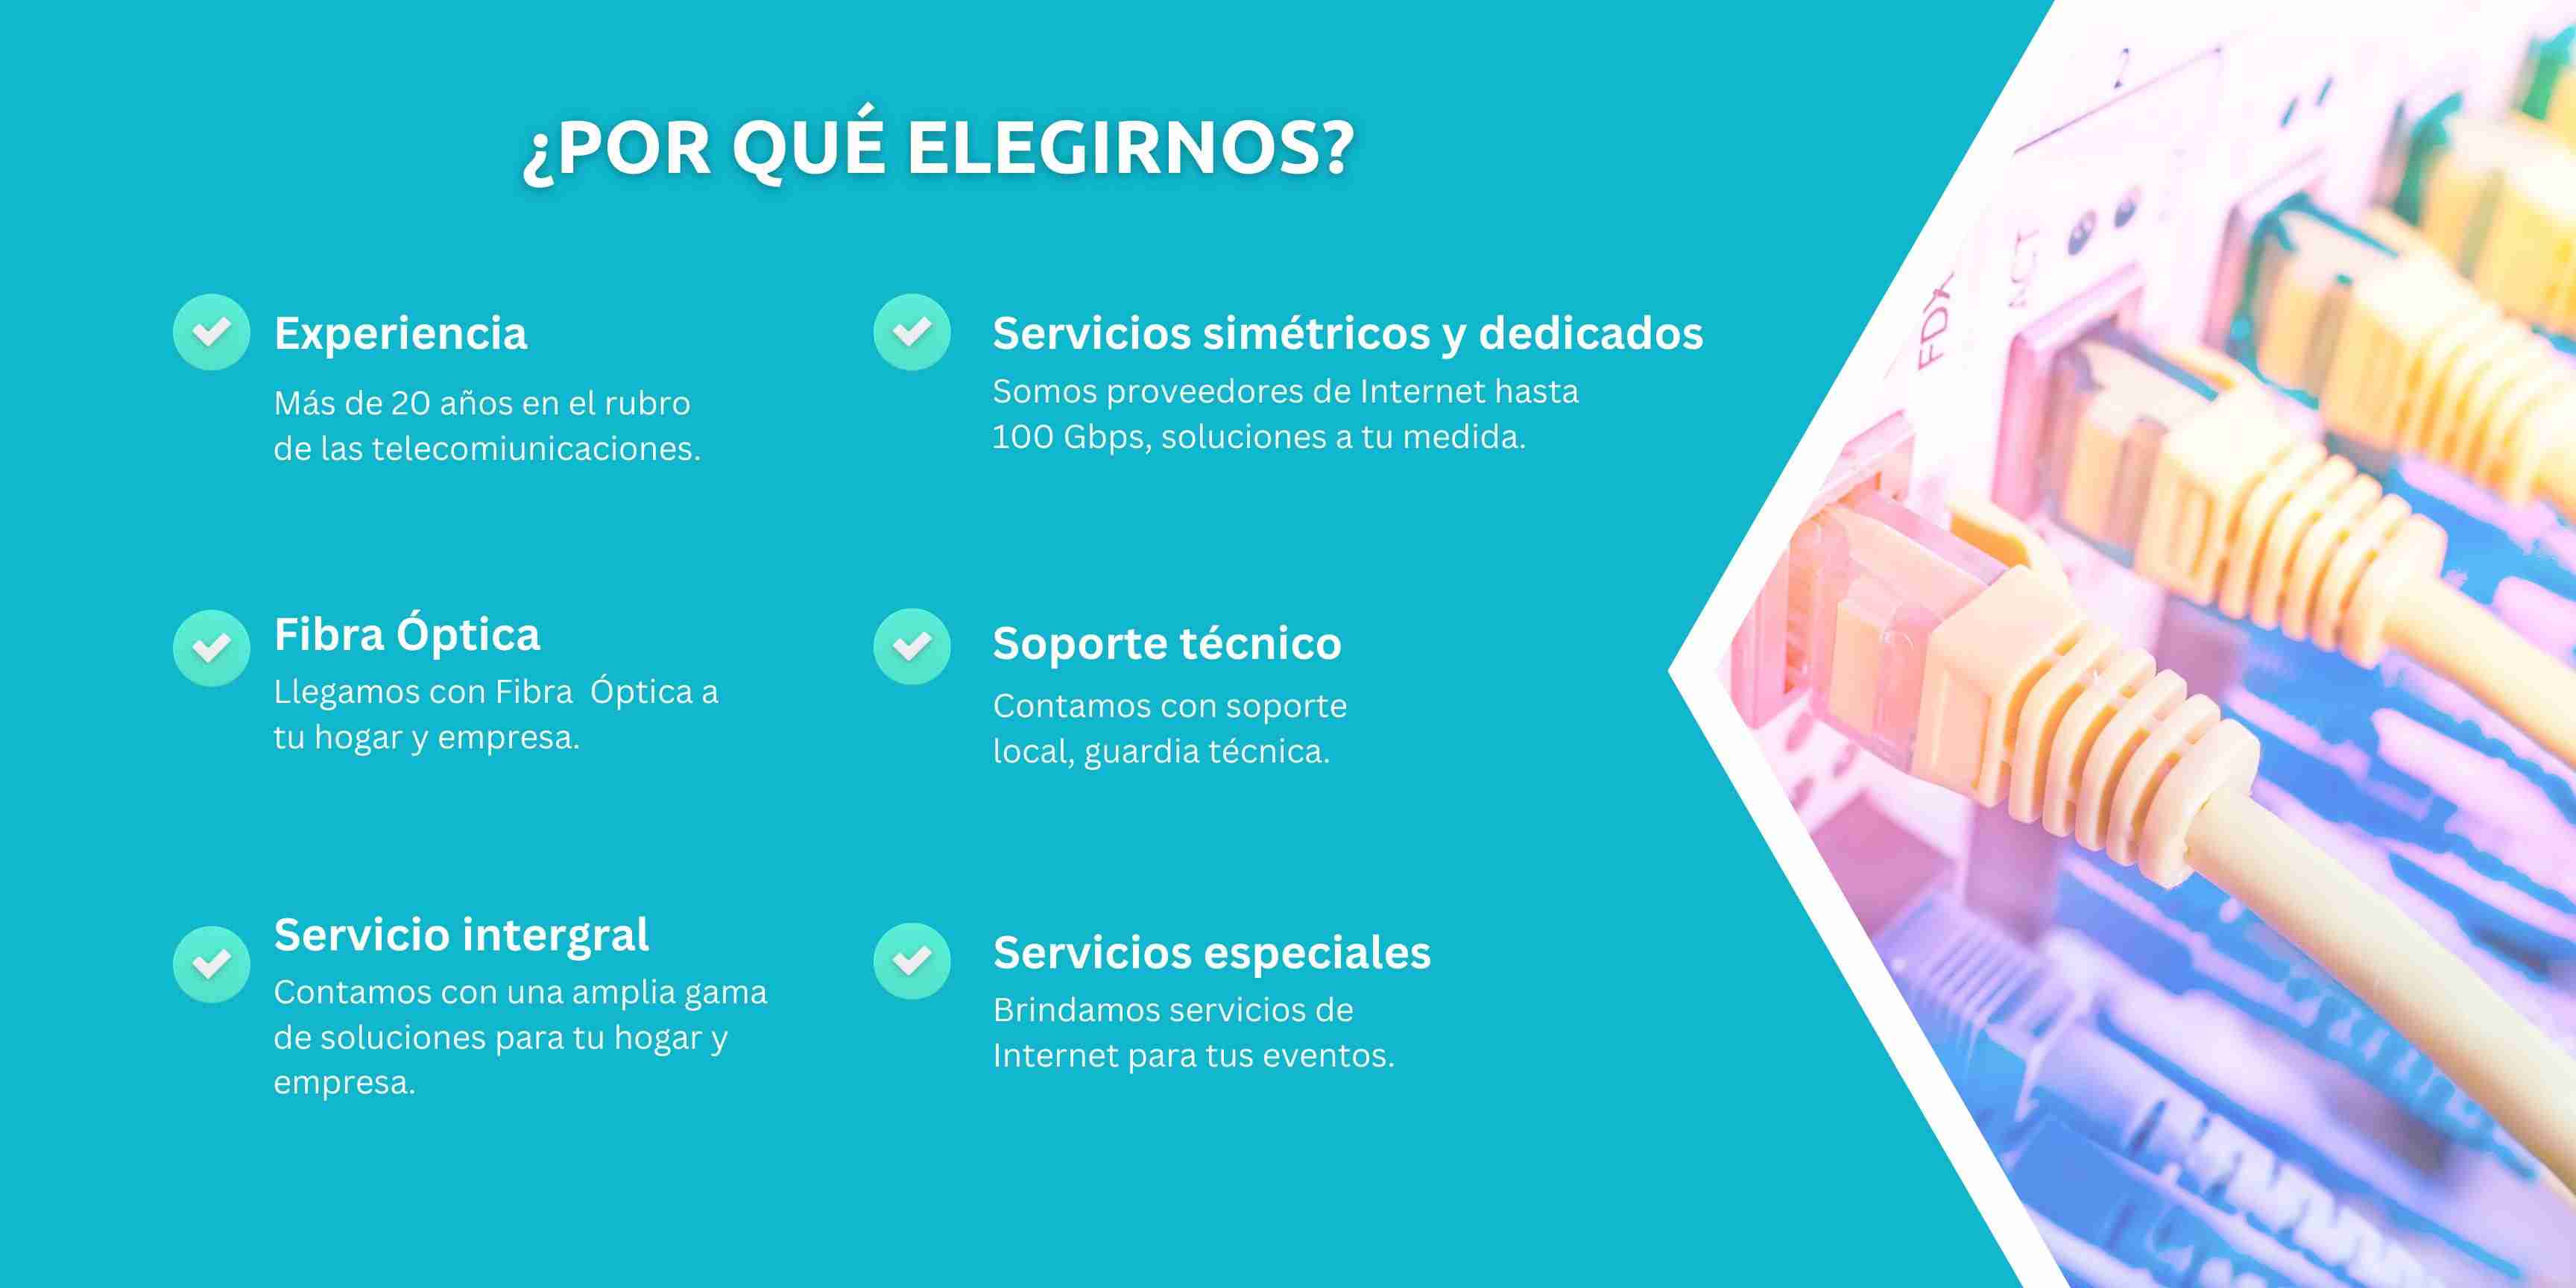 ¿POR QUÉ ELEGIRNOS?
Experiencia
Más de 20 años en el rubro
de las telecomiunicaciones.
Fibra Óptica
Llegamos con Fibra  Óptica a
tu hogar y empresa.
Servicio intergral
Contamos con una amplia gama
de soluciones para tu hogar y
empresa.
Servicios simétricos y dedicados
Somos proveedores de Internet hasta
100 Gbps, soluciones a tu medida.
Soporte técnico
Contamos con soporte
local, guardia técnica.
Servicios especiales
Brindamos servicios de
Internet para tus eventos.
2
FDX